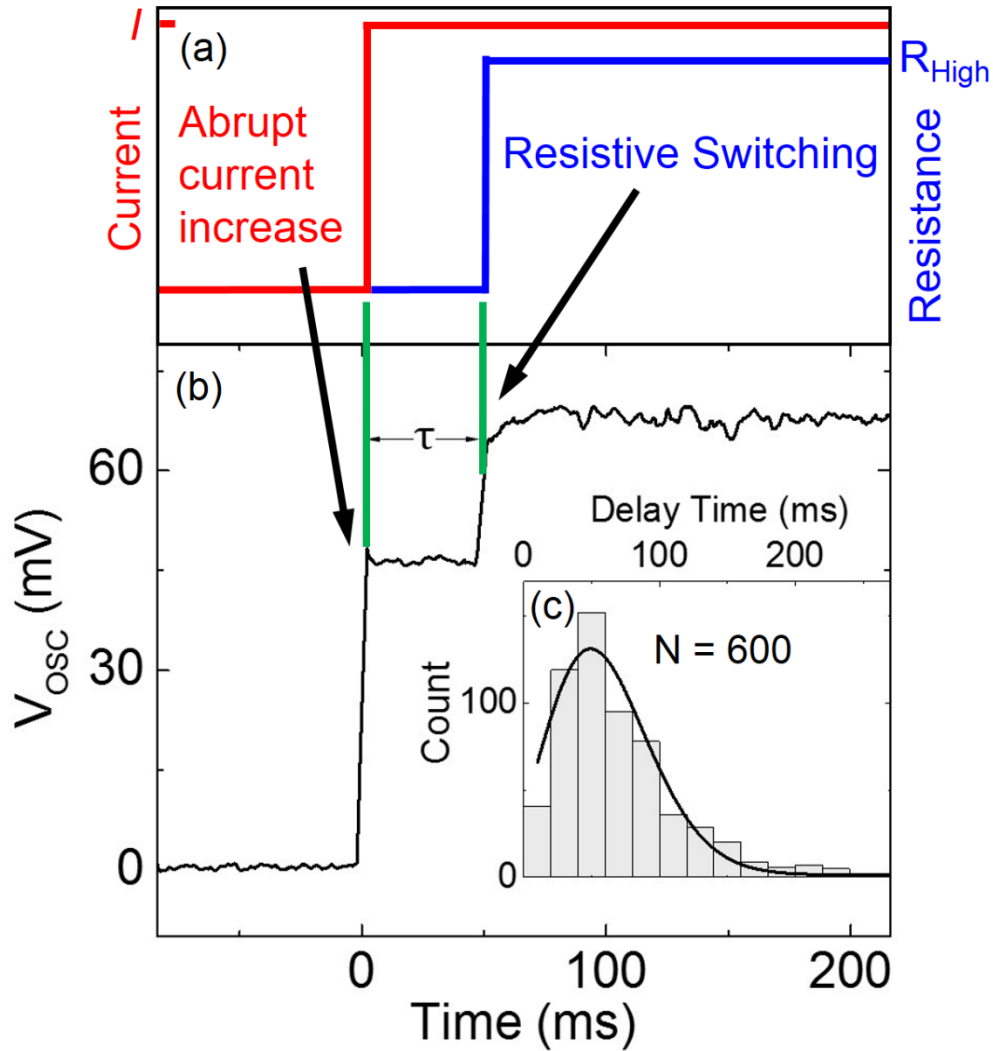 I
(a)
R_High
Current
Abrupt
current
increase
Resistive Switching
Resistance
(b)
τ
60
30
0
V_OSC (mV)
Delay Time (ms)
0 100 200
(c)
N = 600
Count
100
0
0 100 200
Time (ms)